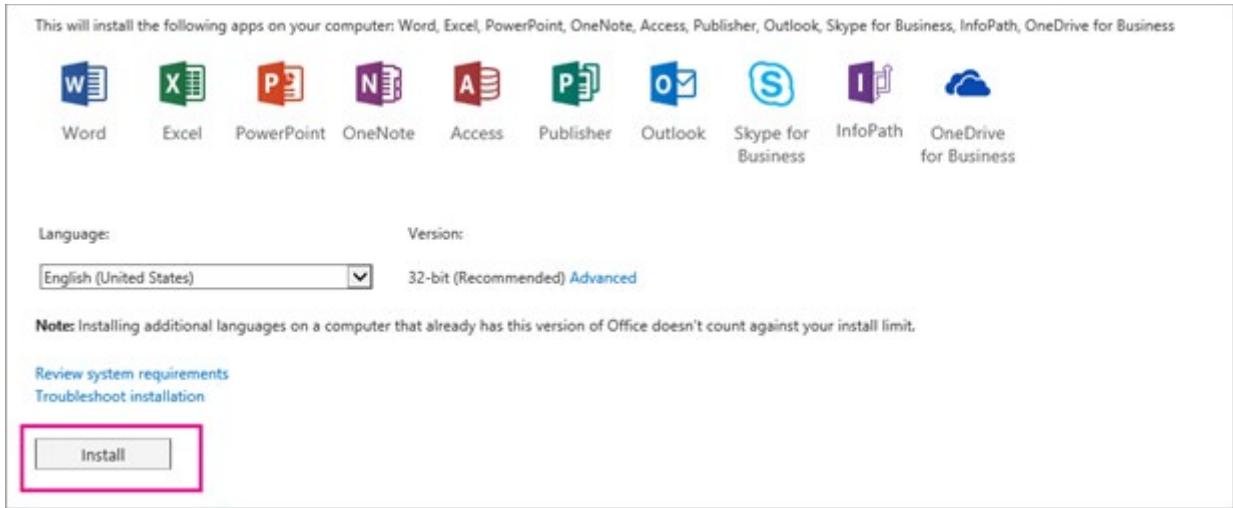 This will install the following apps on your computer: Word, Excel, PowerPoint, OneNote, Access, Publisher, Outlook, Skype for Business, InfoPath, OneDrive for Business
W X P N A P O S I
Word Excel PowerPoint OneNote Access Publisher Outlook Skype for Business InfoPath OneDrive for Business
Language: Version:
English (United States) 32-bit (Recommended) Advanced
Note: Installing additional languages on a computer that already has this version of Office doesn't count against your install limit.
Review system requirements
Troubleshoot installation
Install